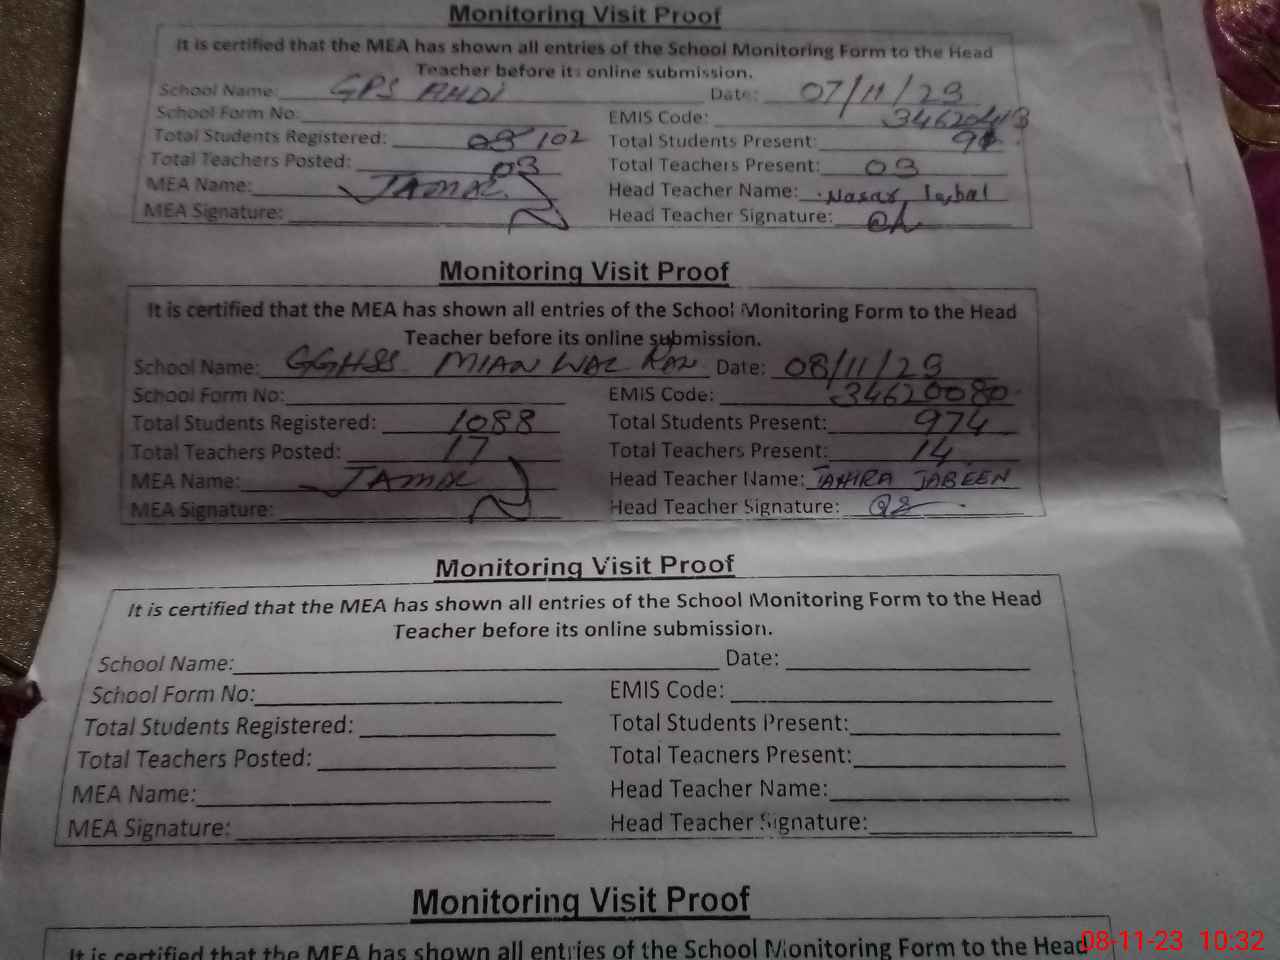 Monitoring Visit Proof
It is certified that the MEA has shown all entries of the School Monitoring Form to the Head
Teacher before its online submission.
School Name: GPS AHDI Date: 07/11/23
School Form No: EMIS Code: 34620413
Total Students Registered: 102 Total Students Present:
Total Teachers Posted: 03 Total Teachers Present: 03
MEA Name: JAMAL Head Teacher Name: Nasar Iqbal
MEA Signature: Head Teacher Signature:
Monitoring Visit Proof
It is certified that the MEA has shown all entries of the School Monitoring Form to the Head
Teacher before its online submission.
School Name: GGHSS MIANWAL RAN Date: 08/11/23
School Form No: EMIS Code: 34620080
Total Students Registered: 1088 Total Students Present: 974
Total Teachers Posted: 17 Total Teachers Present: 14
MEA Name: JAMAL Head Teacher Name: TAHIRA JABEEN
MEA Signature: Head Teacher Signature:
Monitoring Visit Proof
It is certified that the MEA has shown all entries of the School Monitoring Form to the Head
Teacher before its online submission.
School Name: Date:
School Form No: EMIS Code:
Total Students Registered: Total Students Present:
Total Teachers Posted: Total Teachers Present:
MEA Name: Head Teacher Name:
MEA Signature: Head Teacher Signature:
Monitoring Visit Proof
It is certified that the MEA has shown all entries of the School Monitoring Form to the Head
08-11-23 10:32